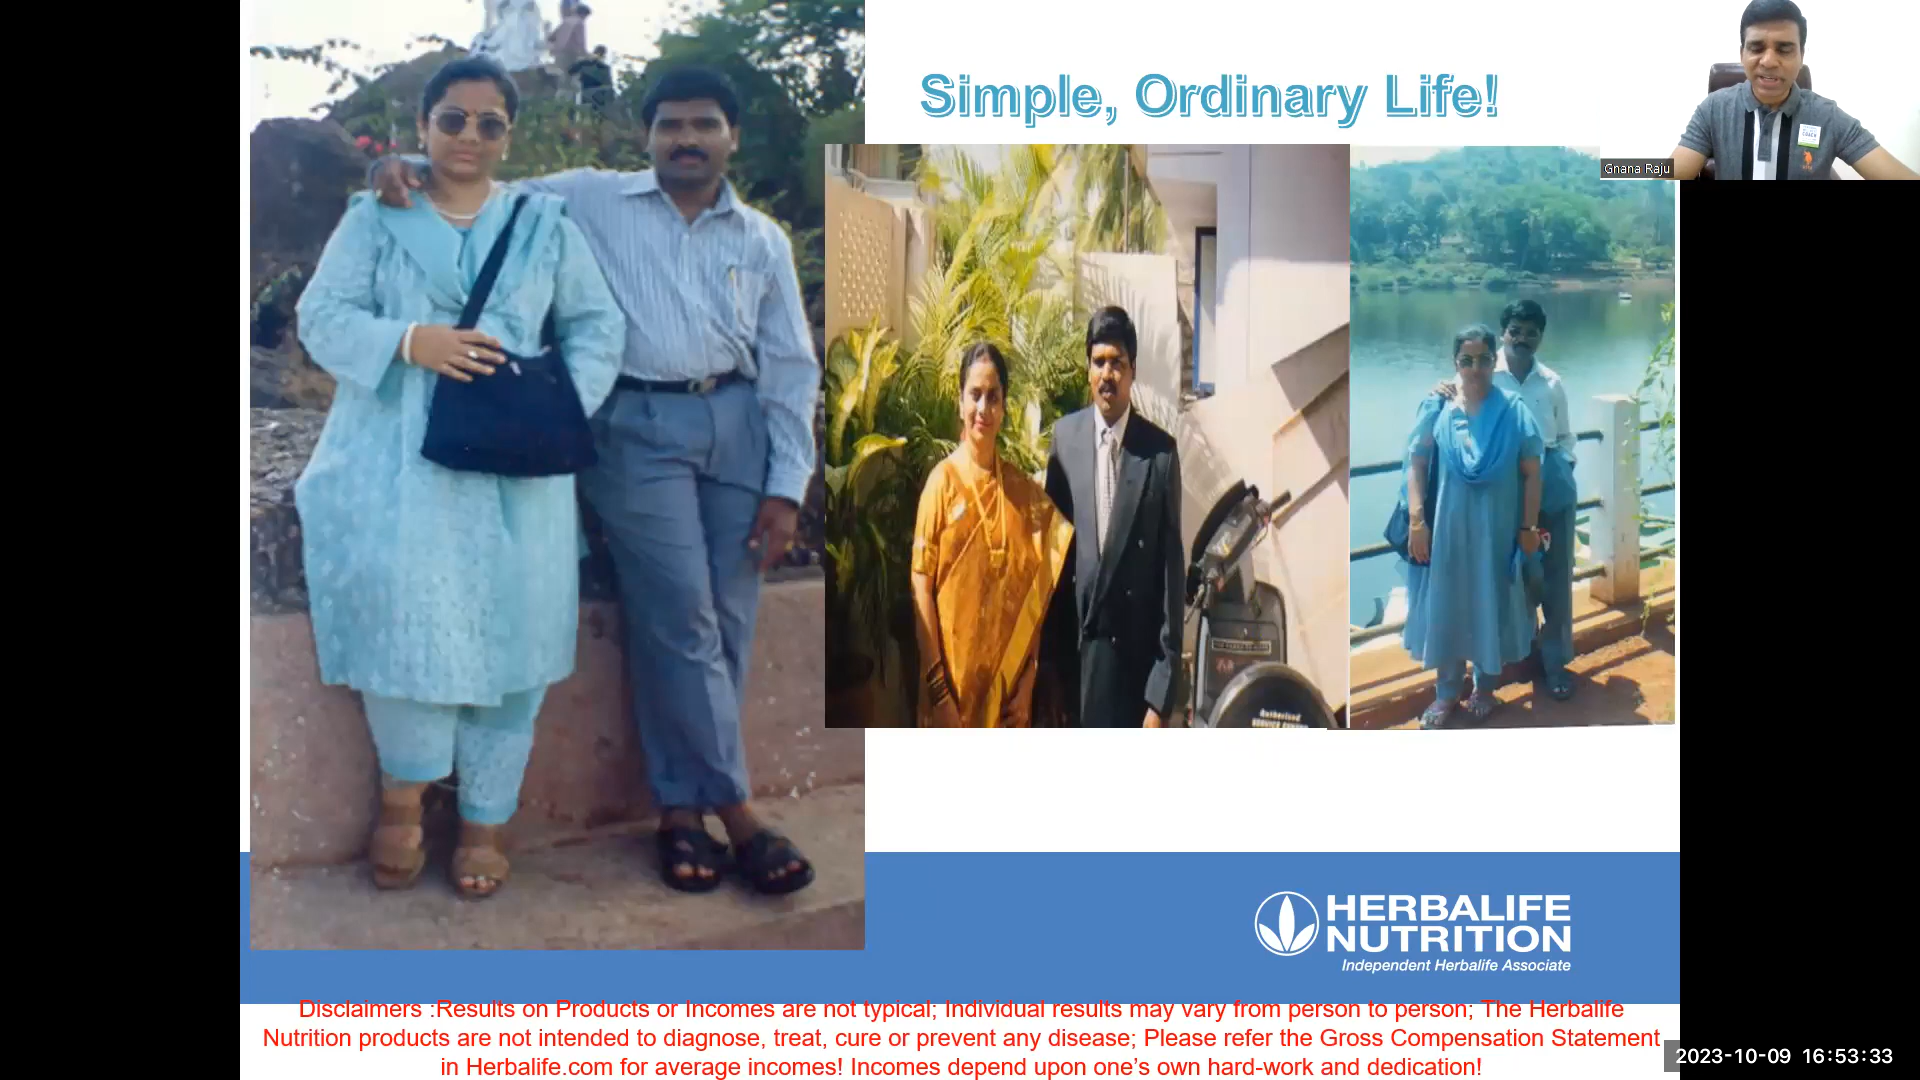 Simple, Ordinary Life!
Gnana Raju
COACH
HERBALIFE
NUTRITION
Independent Herbalife Associate
Disclaimers :Results on Products or Incomes are not typical; Individual results may vary from person to person; The Herbalife
Nutrition products are not intended to diagnose, treat, cure or prevent any disease; Please refer the Gross Compensation Statement
in Herbalife.com for average incomes! Incomes depend upon one’s own hard-work and dedication!
2023-10-09 16:53:33